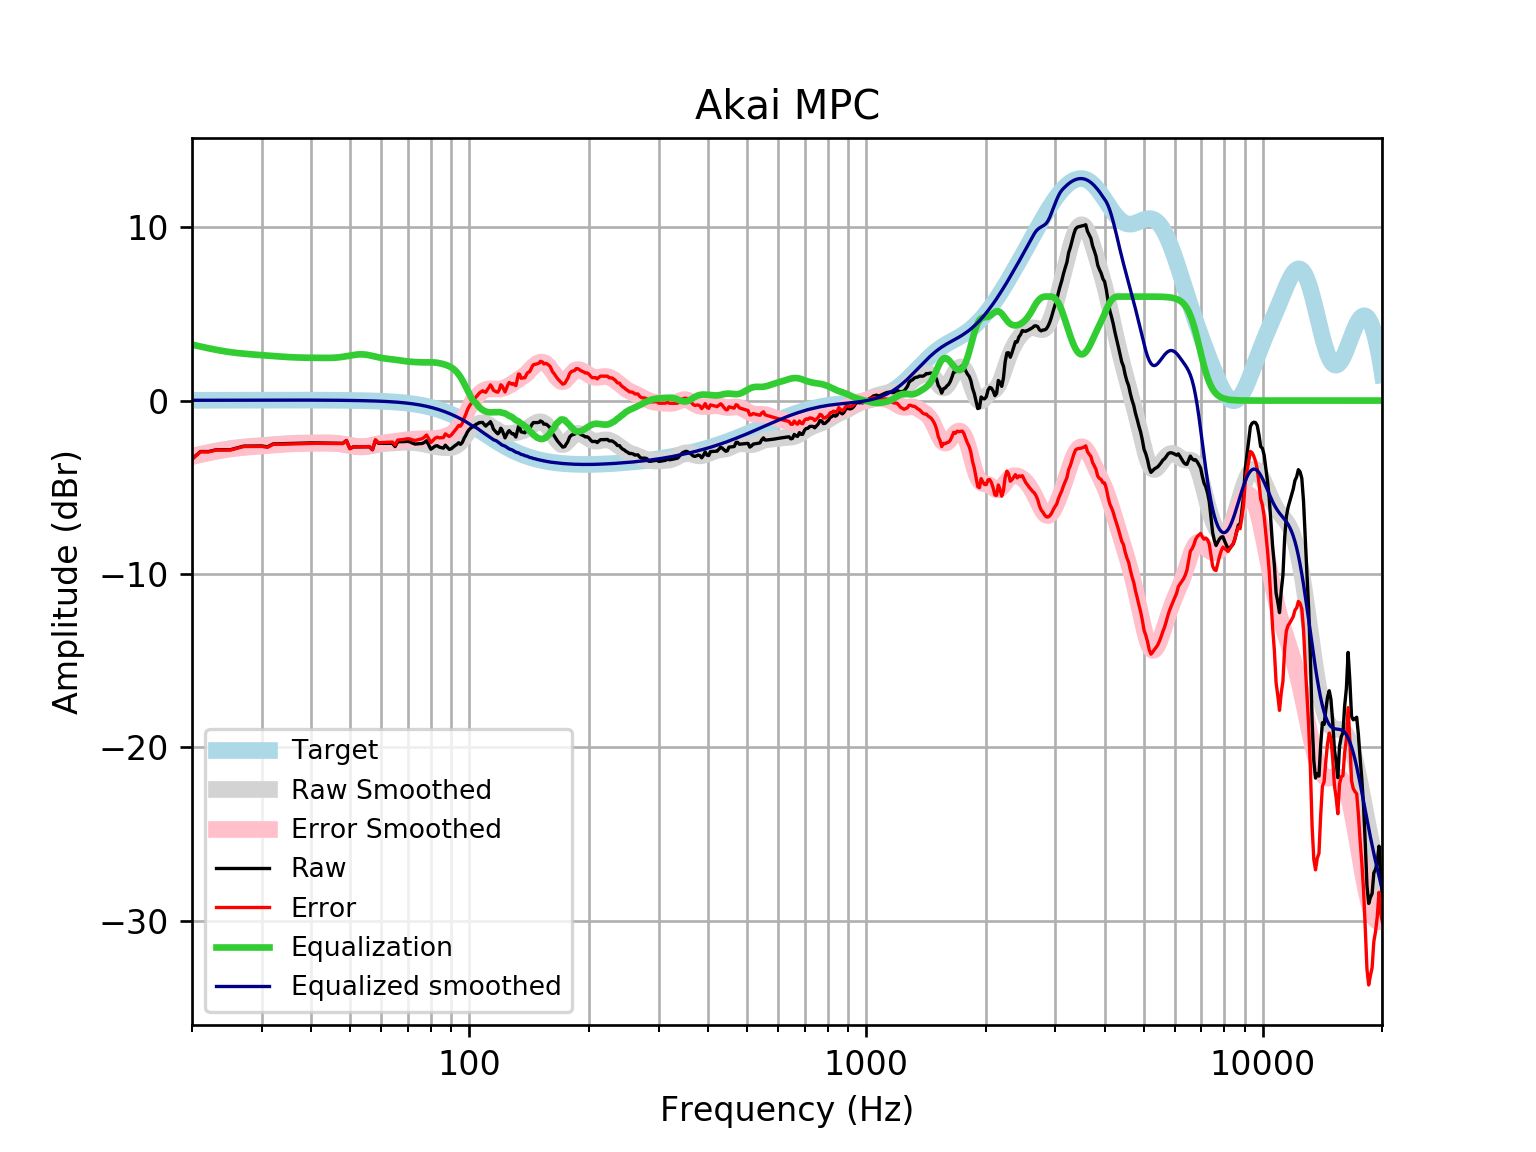 Akai MPC
10
0
−10
−20
−30
Amplitude (dBr)
Target
Raw Smoothed
Error Smoothed
Raw
Error
Equalization
Equalized smoothed
100
1000
10000
Frequency (Hz)